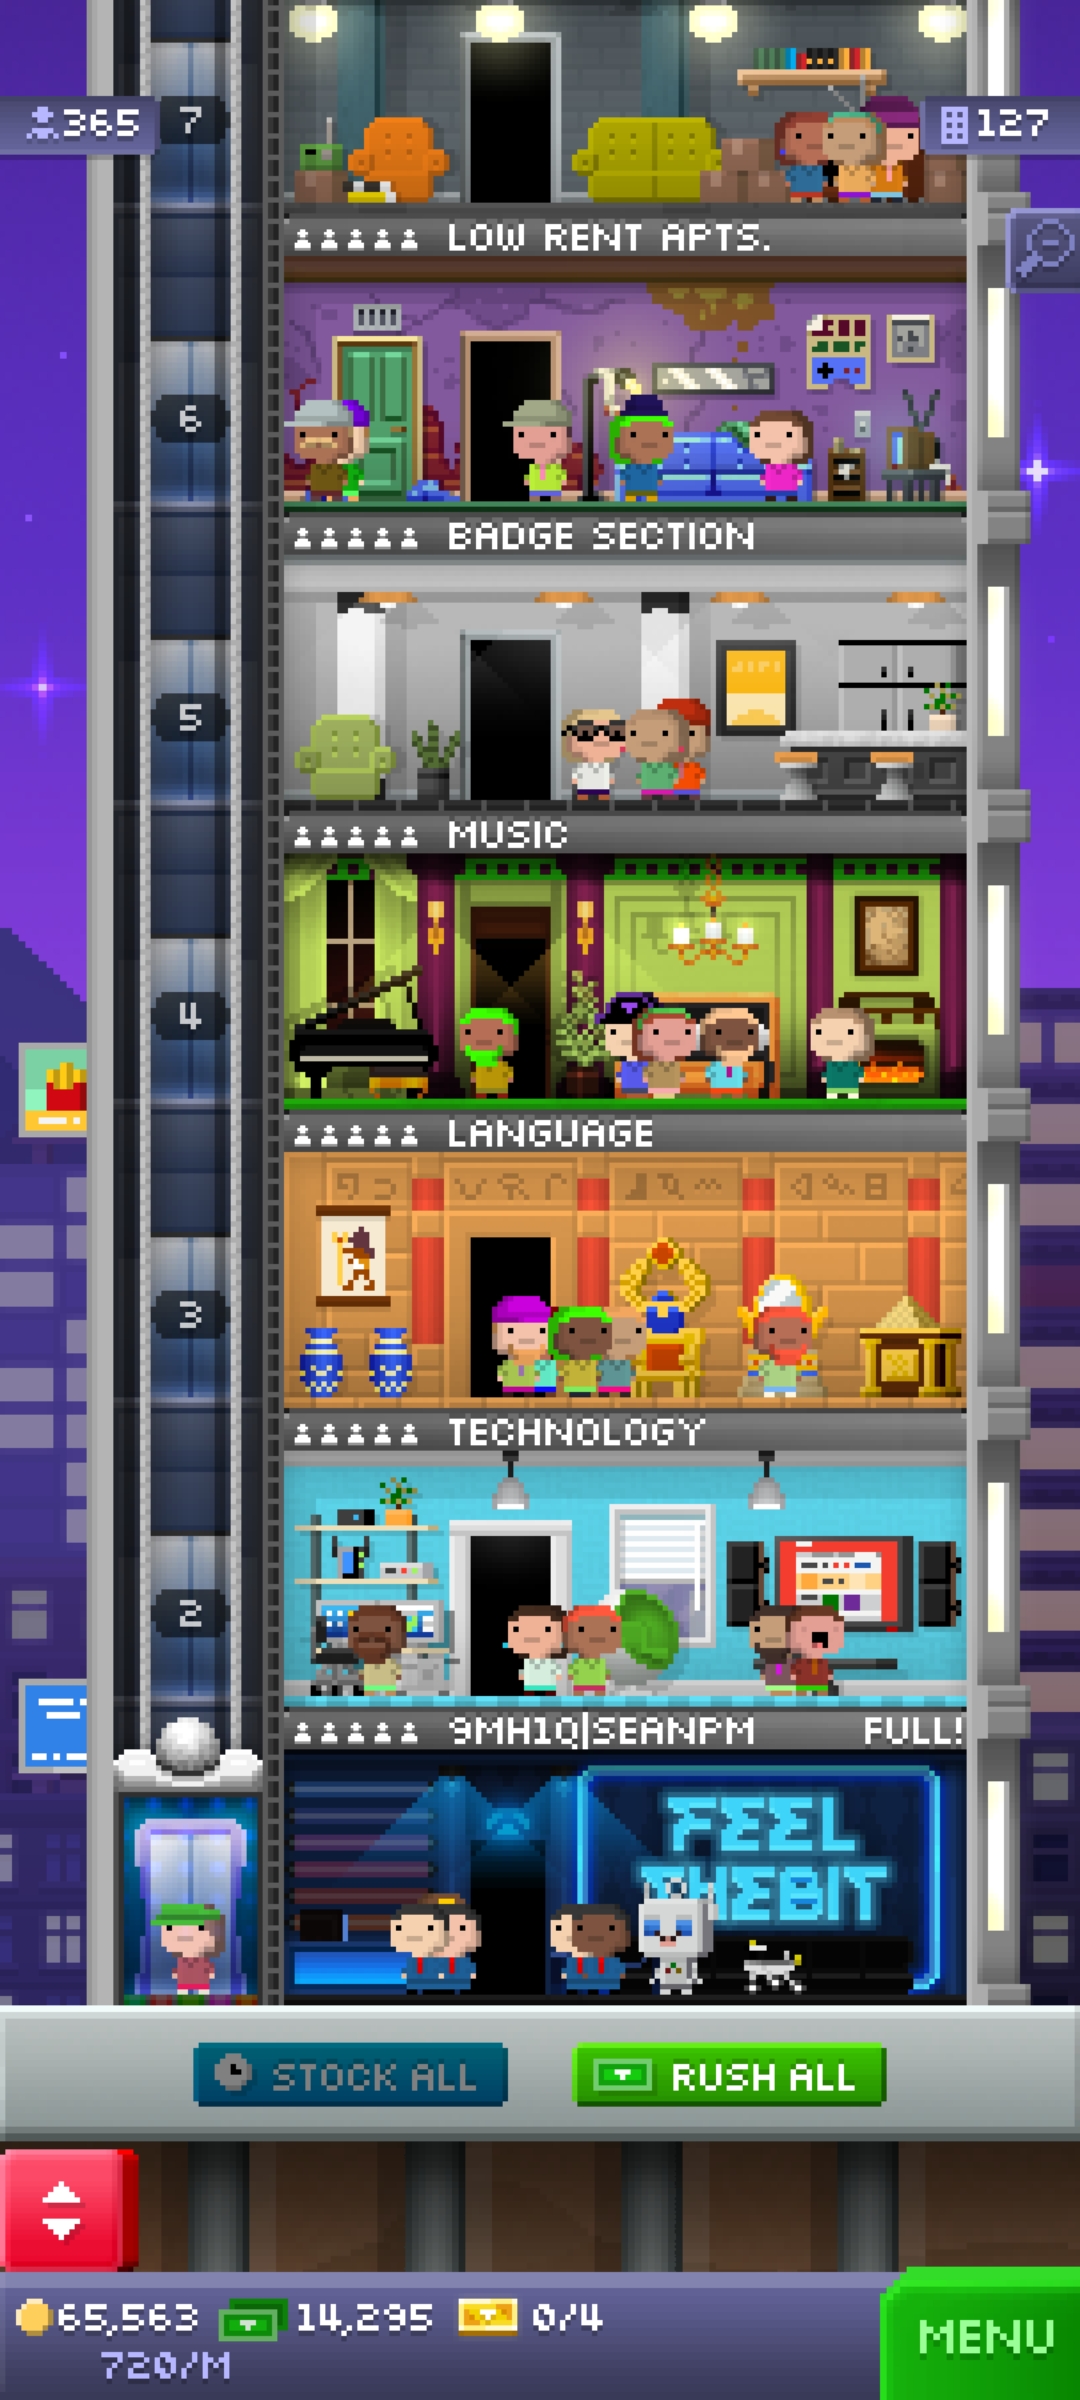 365
7
127
LOW RENT APTS.
6
BADGE SECTION
5
MUSIC
4
LANGUAGE
3
TECHNOLOGY
2
9MH1Q|SEANPM FULL!
FEEL
THEBIT
STOCK ALL
RUSH ALL
65,563
14,295
0/4
720/M
MENU